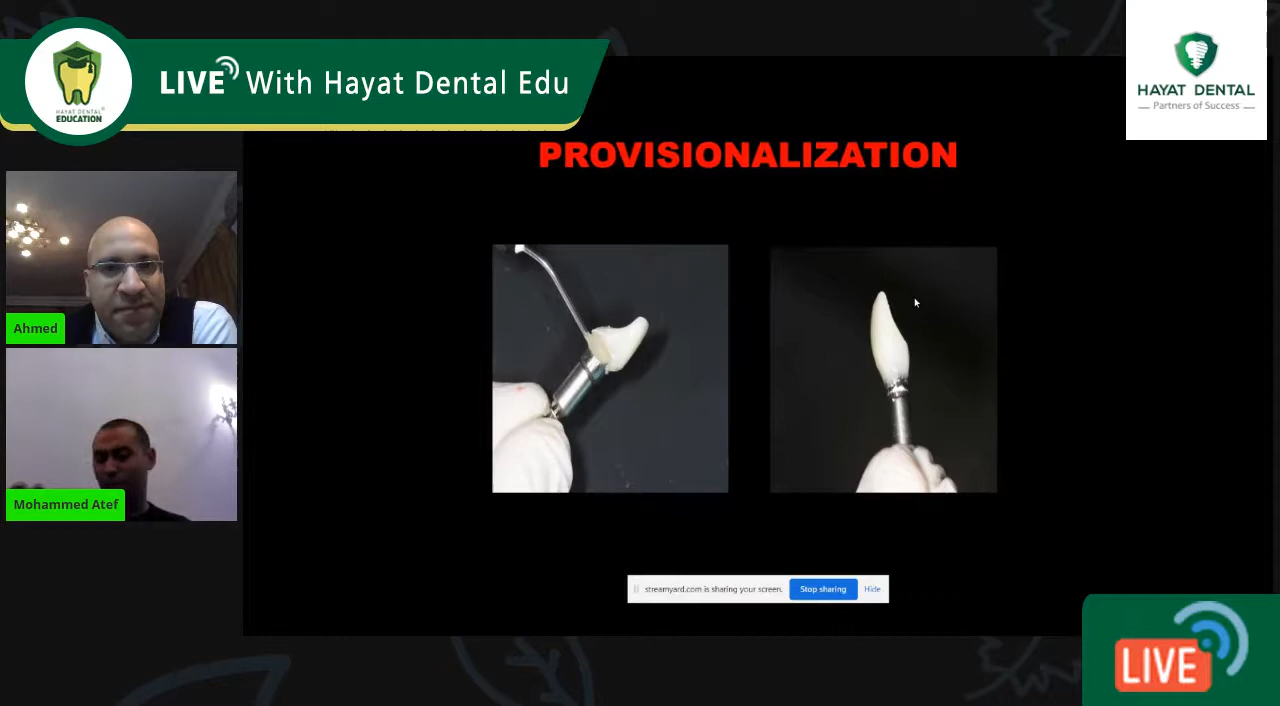 LIVE With Hayat Dental Edu
HAYAT DENTAL
EDUCATION
HAYAT DENTAL
Partners of Success
PROVISIONALIZATION
Ahmed
Mohammed Atef
streamyard.com is sharing your screen.
Stop sharing
Hide
LIVE